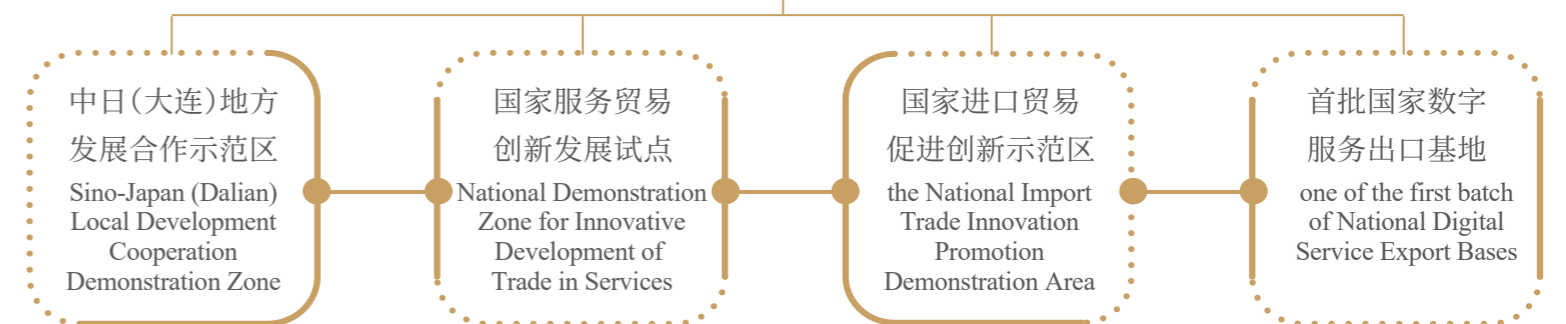 中日(大连)地方
发展合作示范区
Sino-Japan (Dalian)
Local Development
Cooperation
Demonstration Zone
国家服务贸易
创新发展试点
National Demonstration
Zone for Innovative
Development of
Trade in Services
国家进口贸易
促进创新示范区
the National Import
Trade Innovation
Promotion
Demonstration Area
首批国家数字
服务出口基地
one of the first batch
of National Digital
Service Export Bases